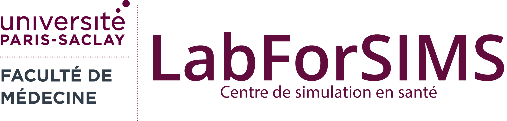 université
PARIS-SACLAY
FACULTÉ DE
MÉDECINE
LabForSIMS
Centre de simulation en santé